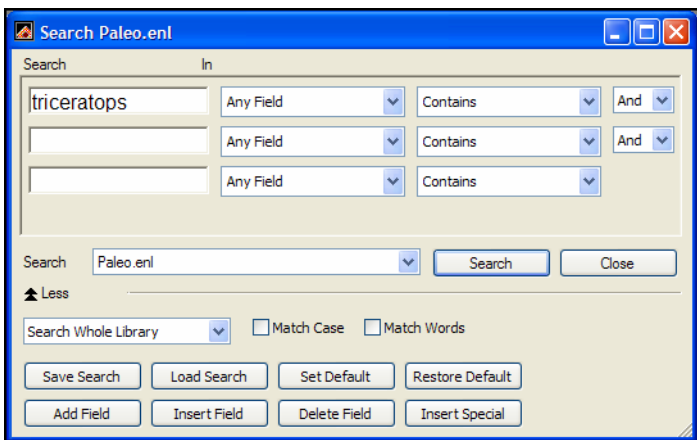 Search Paleo.enl
Search In
triceratops Any Field Contains And
Any Field Contains And
Any Field Contains
Search Paleo.enl Search Close
Less
Search Whole Library Match Case Match Words
Save Search Load Search Set Default Restore Default
Add Field Insert Field Delete Field Insert Special